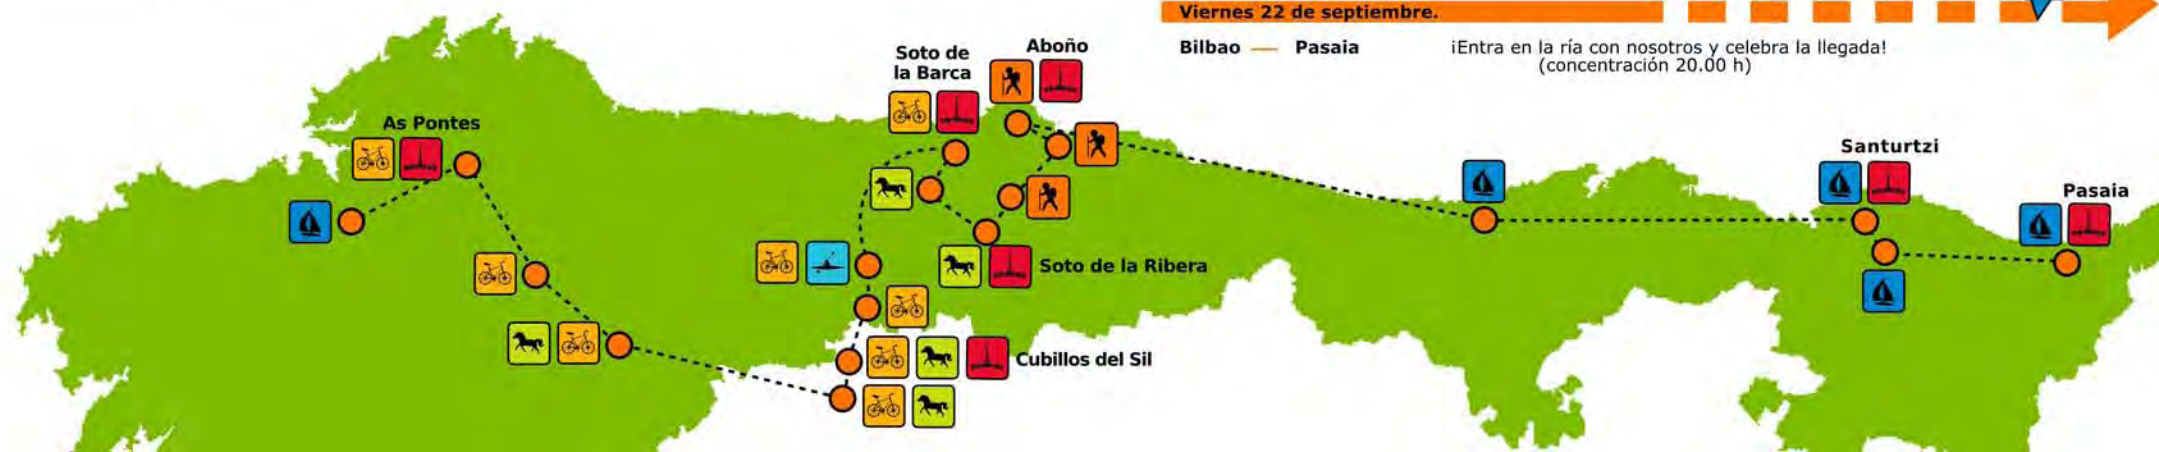 Viernes 22 de septiembre.
Bilbao — Pasaia
¡Entra en la ría con nosotros y celebra la llegada!
(concentración 20.00 h)
Soto de
la Barca
Aboño
As Pontes
Santurtzi
Pasaia
Soto de la Ribera
Cubillos del Sil